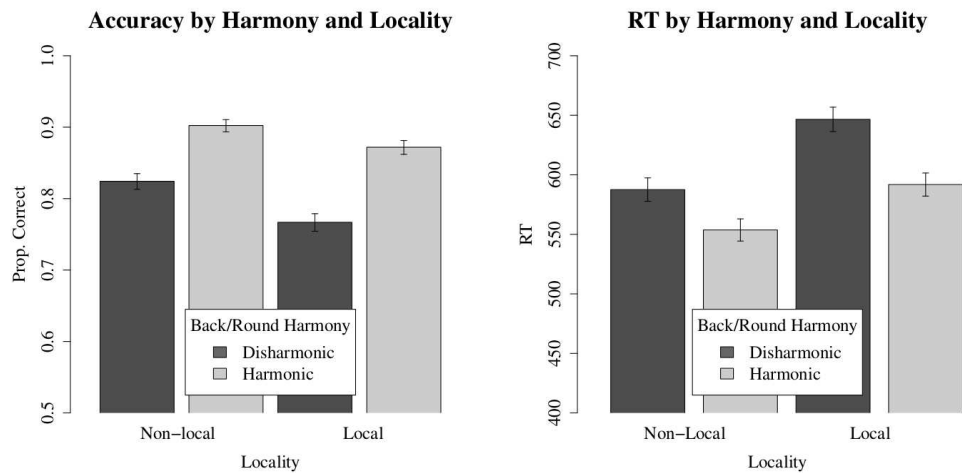 Accuracy by Harmony and Locality
1.0
0.9
0.8
0.7
0.6
0.5
Prop. Correct
Back/Round Harmony
Disharmonic
Harmonic
Non−local
Local
Locality
RT by Harmony and Locality
700
650
600
550
500
450
400
RT
Back/Round Harmony
Disharmonic
Harmonic
Non−Local
Local
Locality